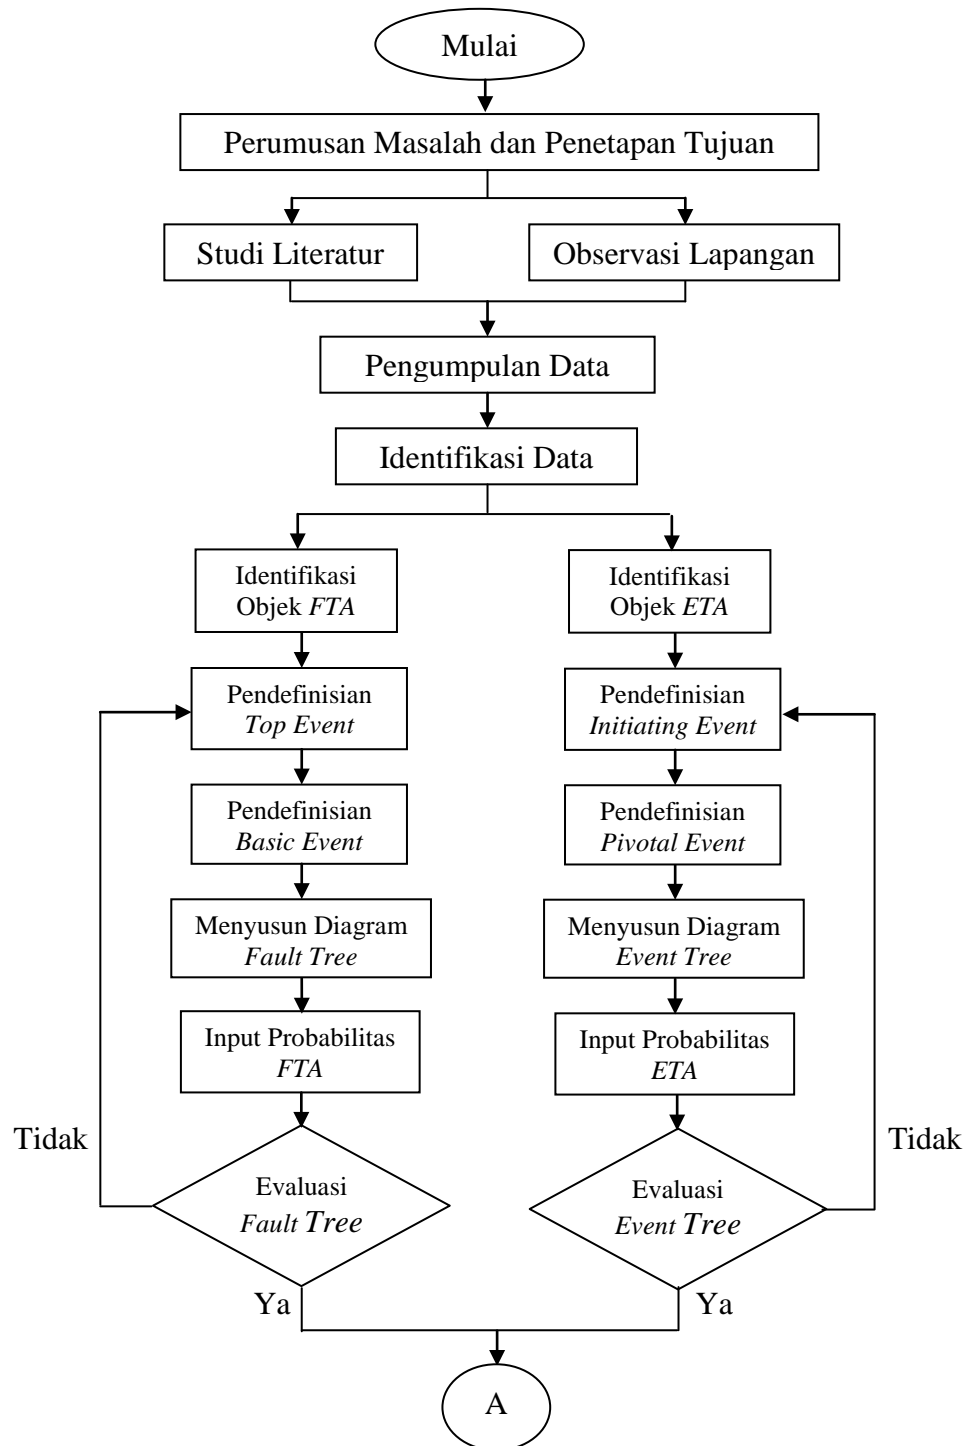 Mulai
Perumusan Masalah dan Penetapan Tujuan
Studi Literatur
Observasi Lapangan
Pengumpulan Data
Identifikasi Data
Identifikasi
Objek FTA
Identifikasi
Objek ETA
Pendefinisian
Top Event
Pendefinisian
Initiating Event
Pendefinisian
Basic Event
Pendefinisian
Pivotal Event
Menyusun Diagram
Fault Tree
Menyusun Diagram
Event Tree
Input Probabilitas
FTA
Input Probabilitas
ETA
Tidak
Tidak
Evaluasi
Fault Tree
Evaluasi
Event Tree
Ya
Ya
A